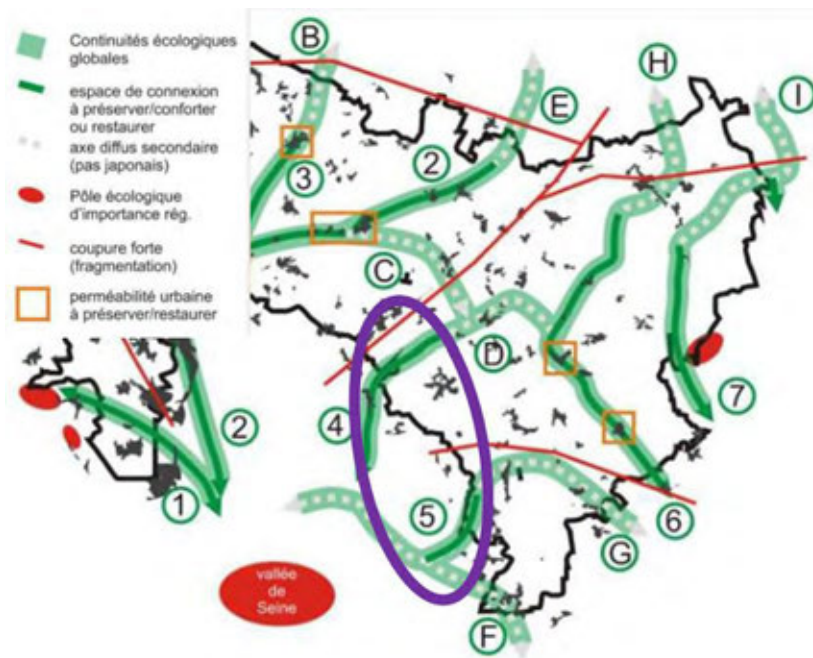 Continuités écologiques
globales
espace de connexion
à préserver/conforter
ou restaurer
axe diffus secondaire
(pas japonais)
Pôle écologique
d'importance rég.
coupure forte
(fragmentation)
perméabilité urbaine
à préserver/restaurer
B
E
H
I
2
3
C
D
4
7
2
1
5
6
G
vallée
de
Seine
F